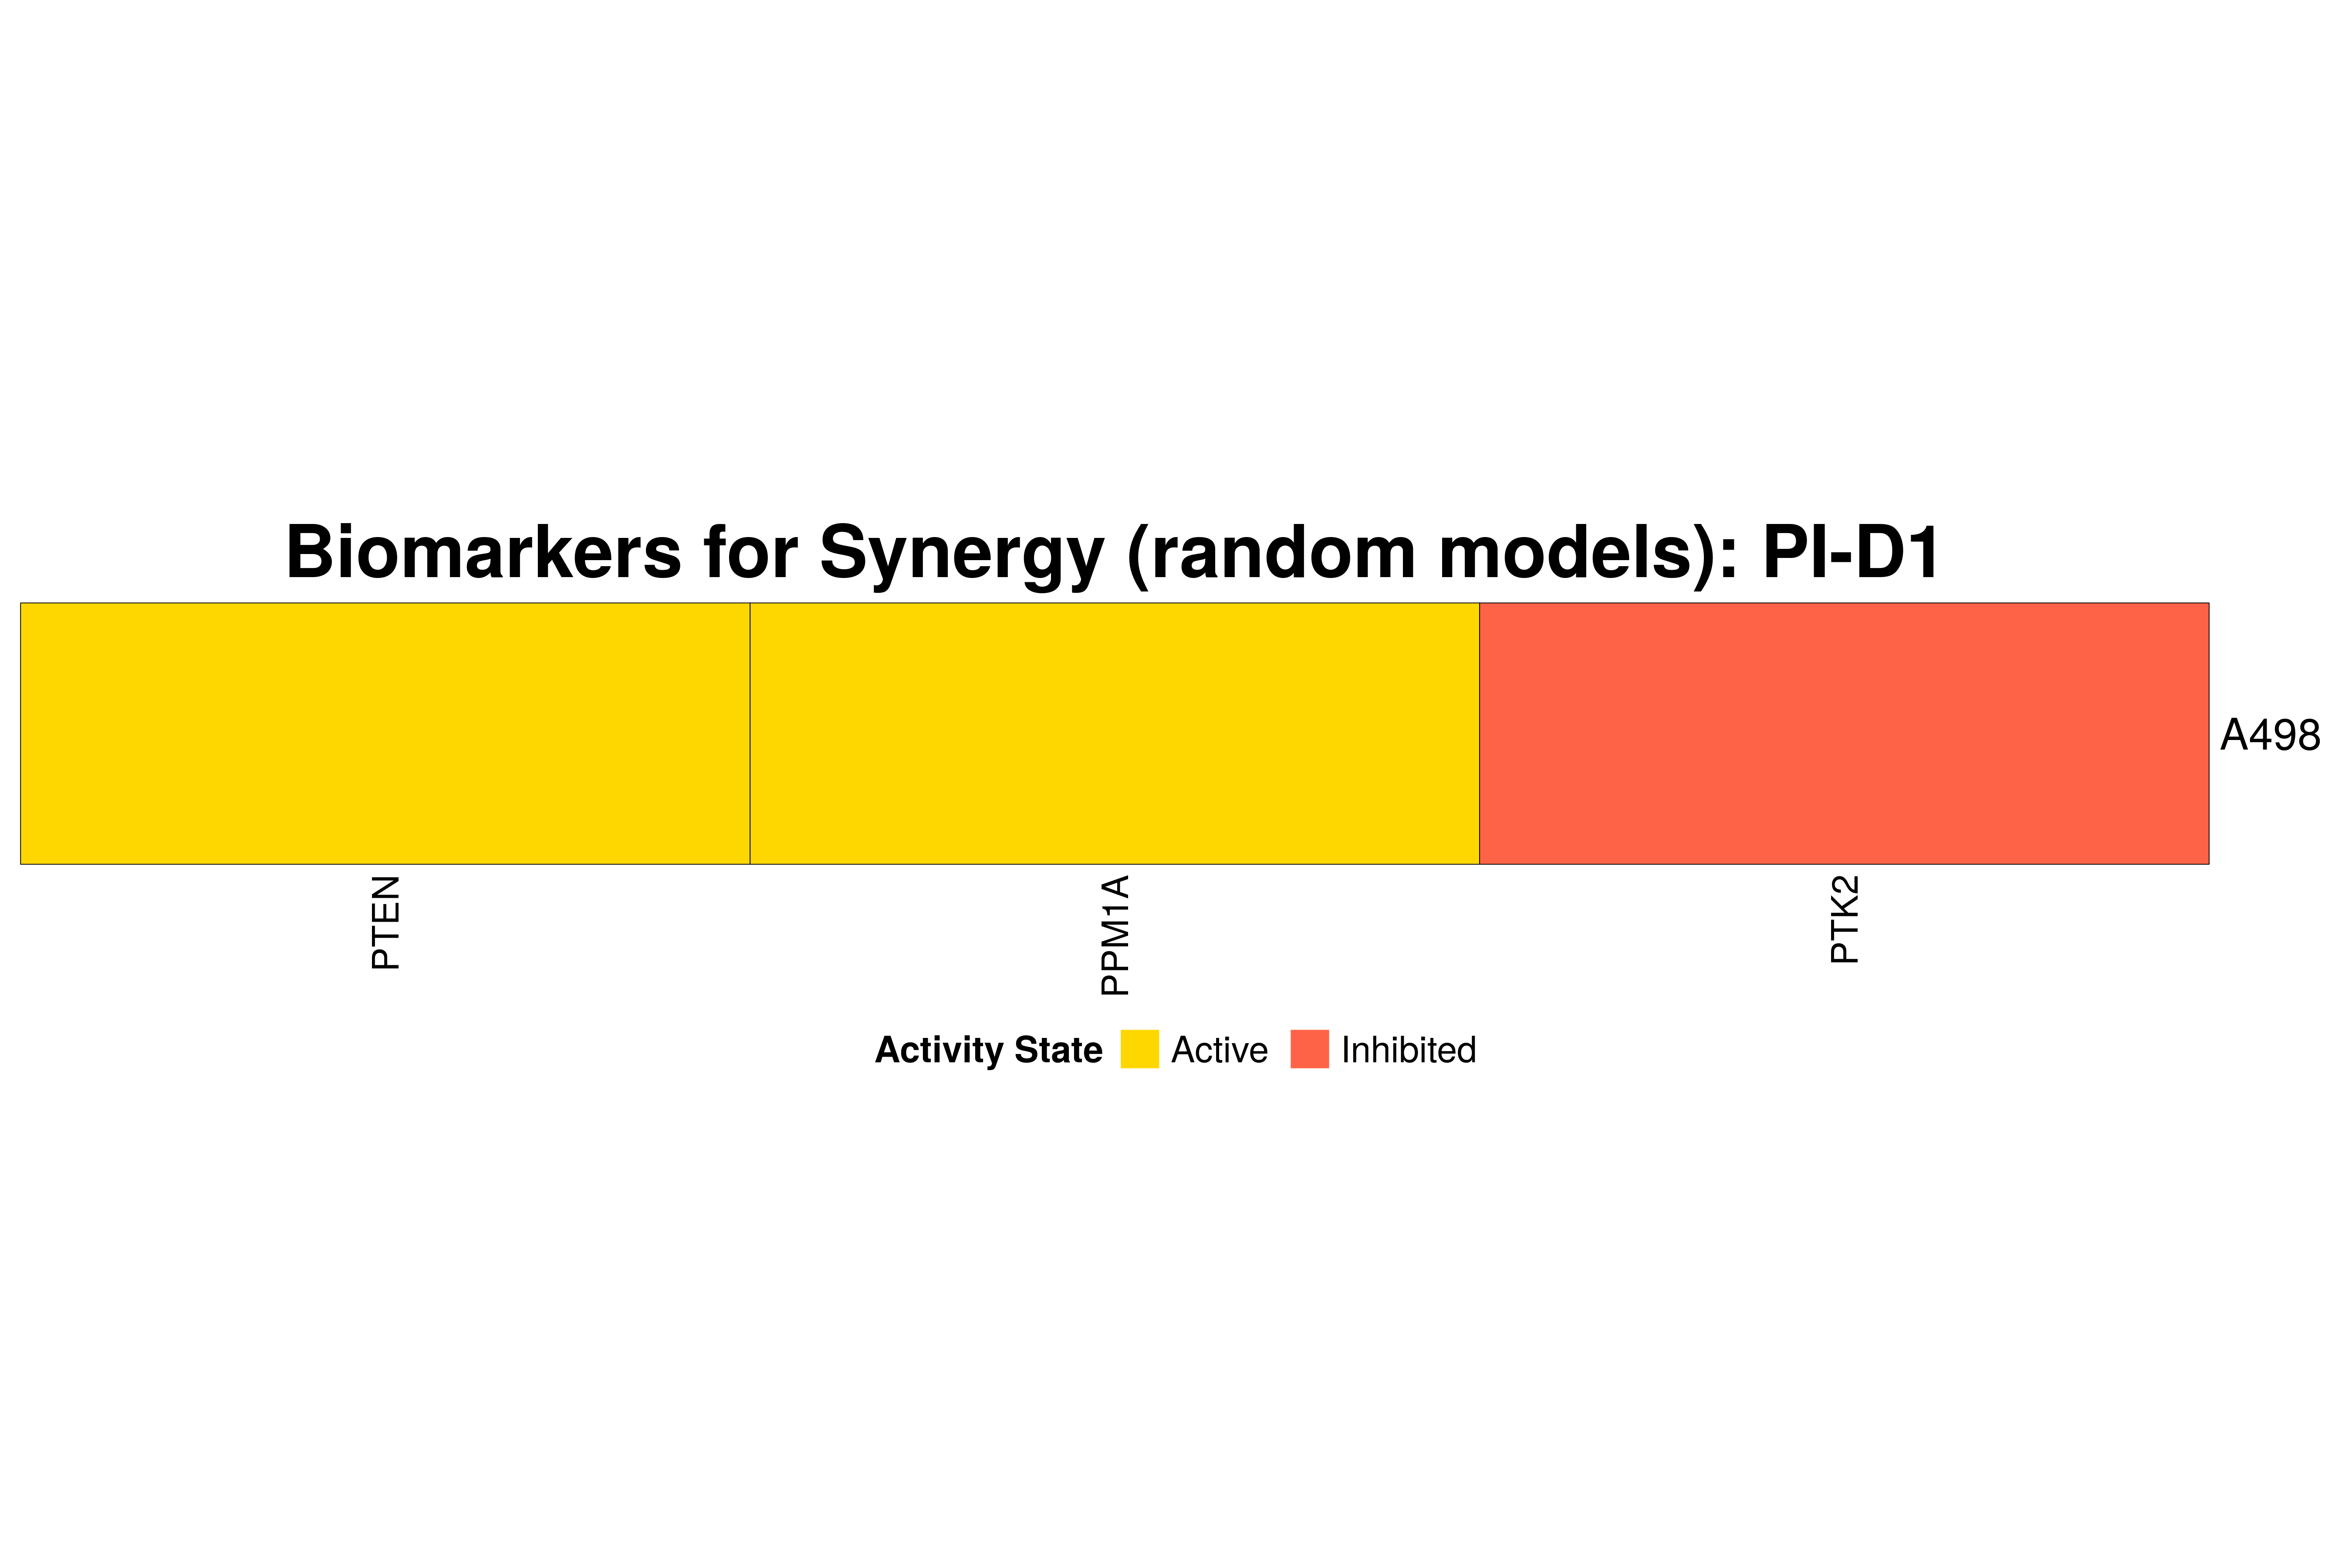 Biomarkers for Synergy (random models): PI-D1
A498
PTEN
PPM1A
PTK2
Activity State Active Inhibited